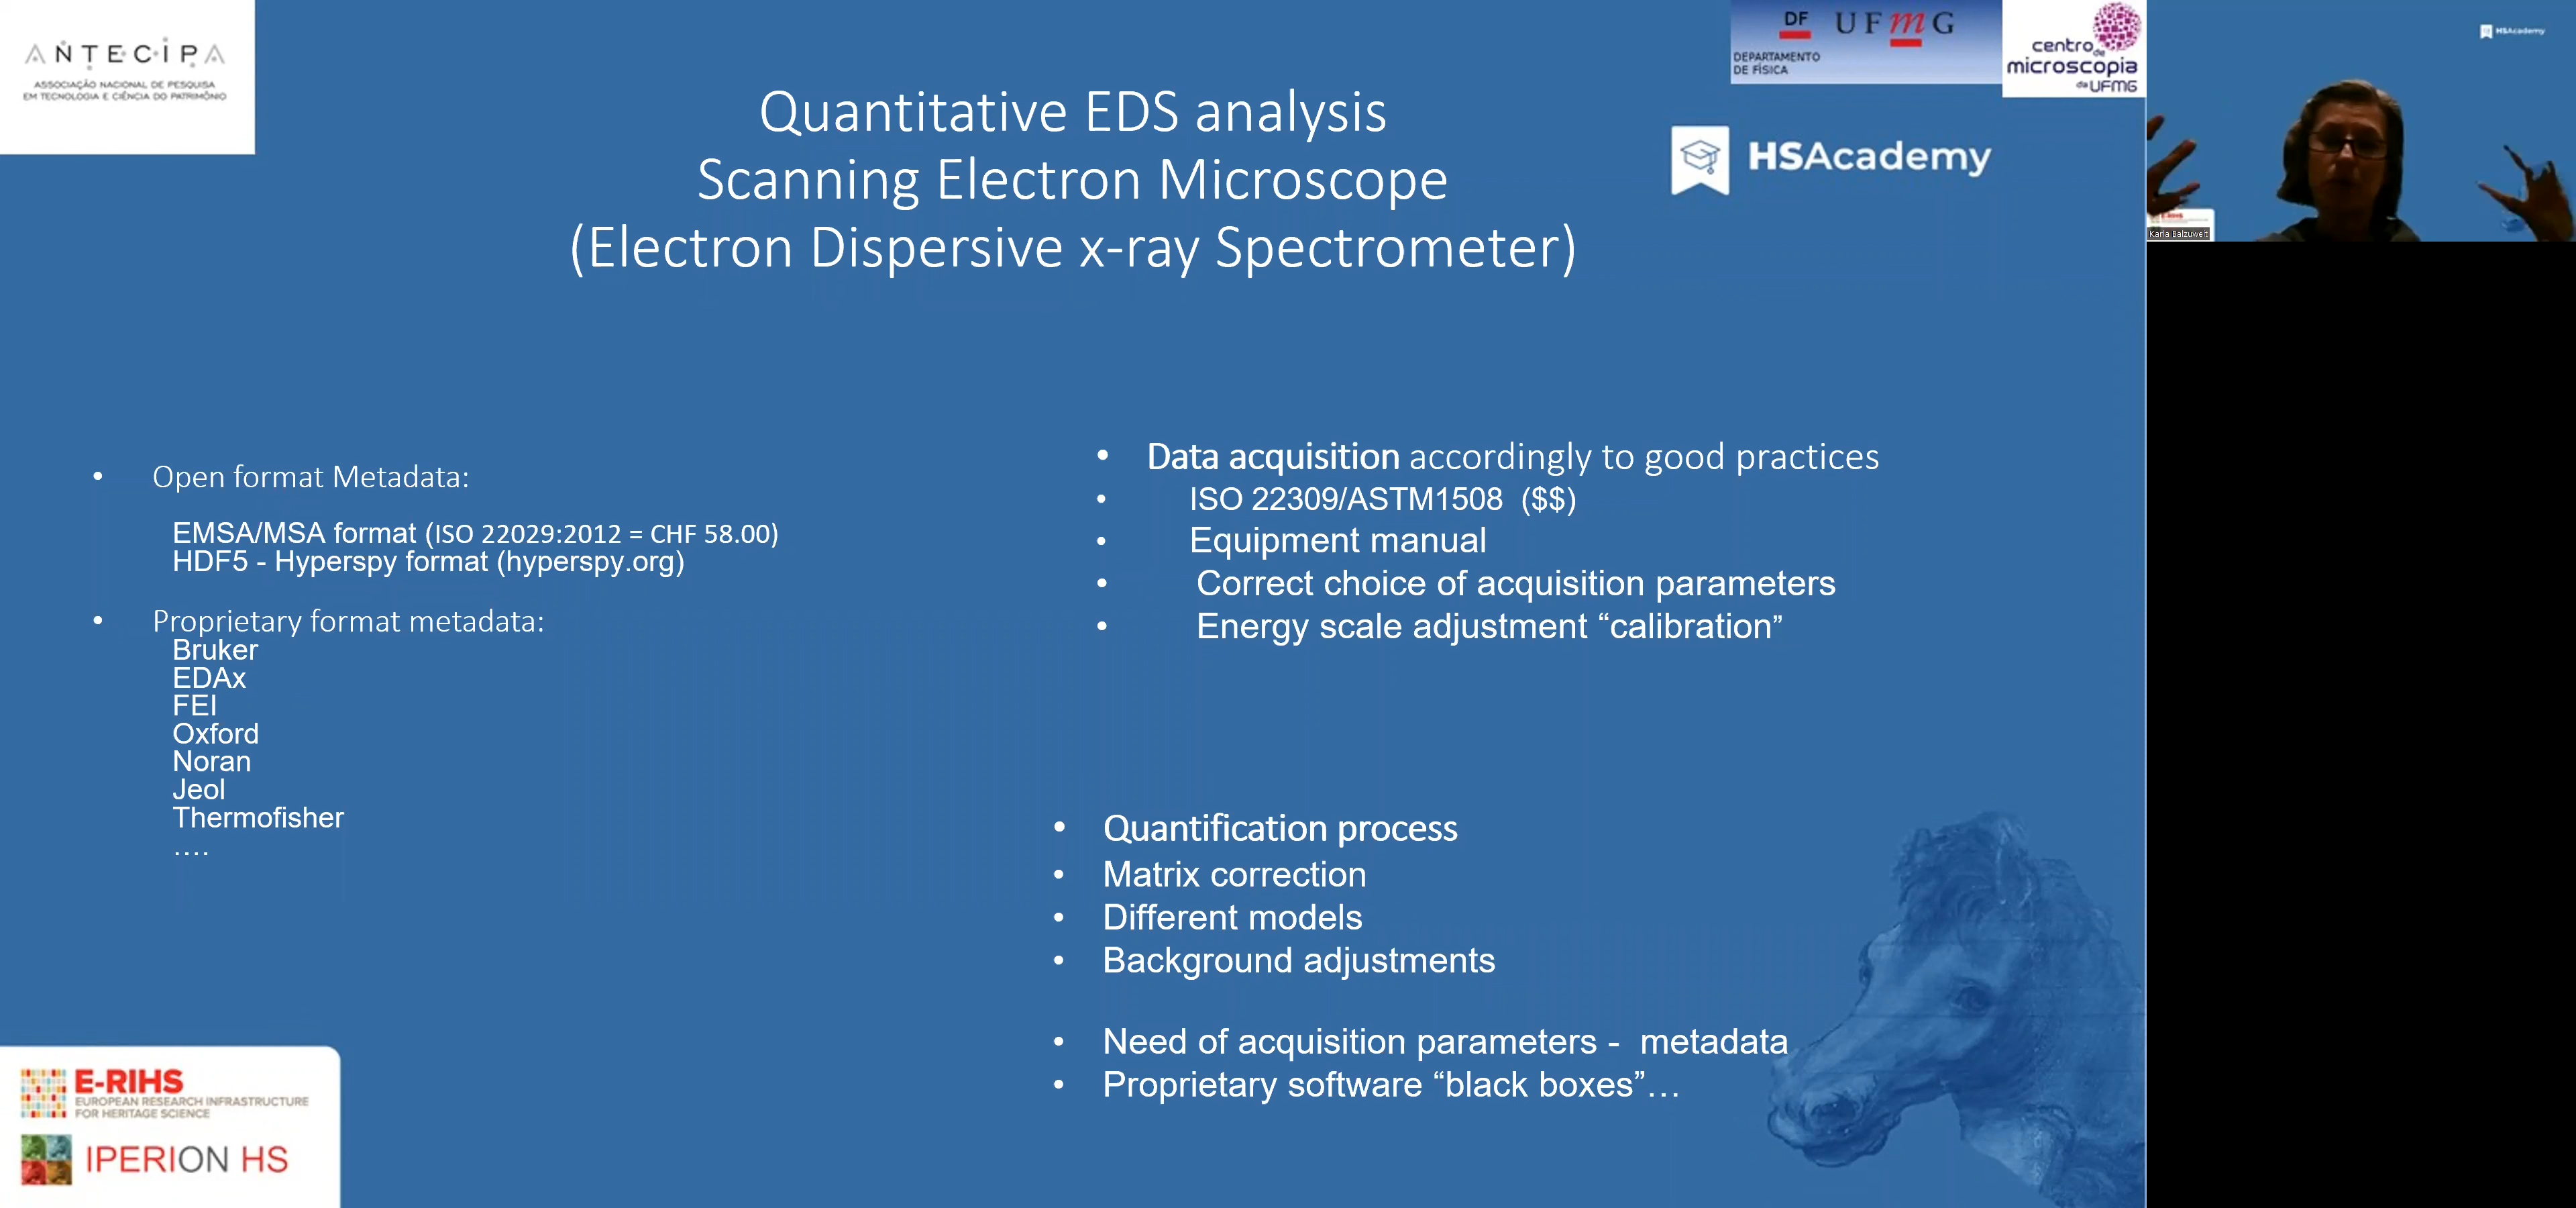 ANTECIPA
ASSOCIAÇÃO NACIONAL DE PESQUISA
EM TECNOLOGIA E CIÊNCIA DO PATRIMÔNIO
DF UFmG
DEPARTAMENTO
DE FÍSICA
centro de
microscopia
da UFMG
HSAcademy
HSAcademy
Quantitative EDS analysis
Scanning Electron Microscope
(Electron Dispersive x-ray Spectrometer)
E-RIHS
Karla Balzuweit
• Open format Metadata:
EMSA/MSA format (ISO 22029:2012 = CHF 58.00)
HDF5 - Hyperspy format (hyperspy.org)
• Proprietary format metadata:
Bruker
EDAx
FEI
Oxford
Noran
Jeol
Thermofisher
....
• Data acquisition accordingly to good practices
• ISO 22309/ASTM1508 ($$)
• Equipment manual
• Correct choice of acquisition parameters
• Energy scale adjustment “calibration”
• Quantification process
• Matrix correction
• Different models
• Background adjustments
• Need of acquisition parameters - metadata
• Proprietary software “black boxes”...
E-RIHS
EUROPEAN RESEARCH INFRASTRUCTURE
FOR HERITAGE SCIENCE
IPERION HS